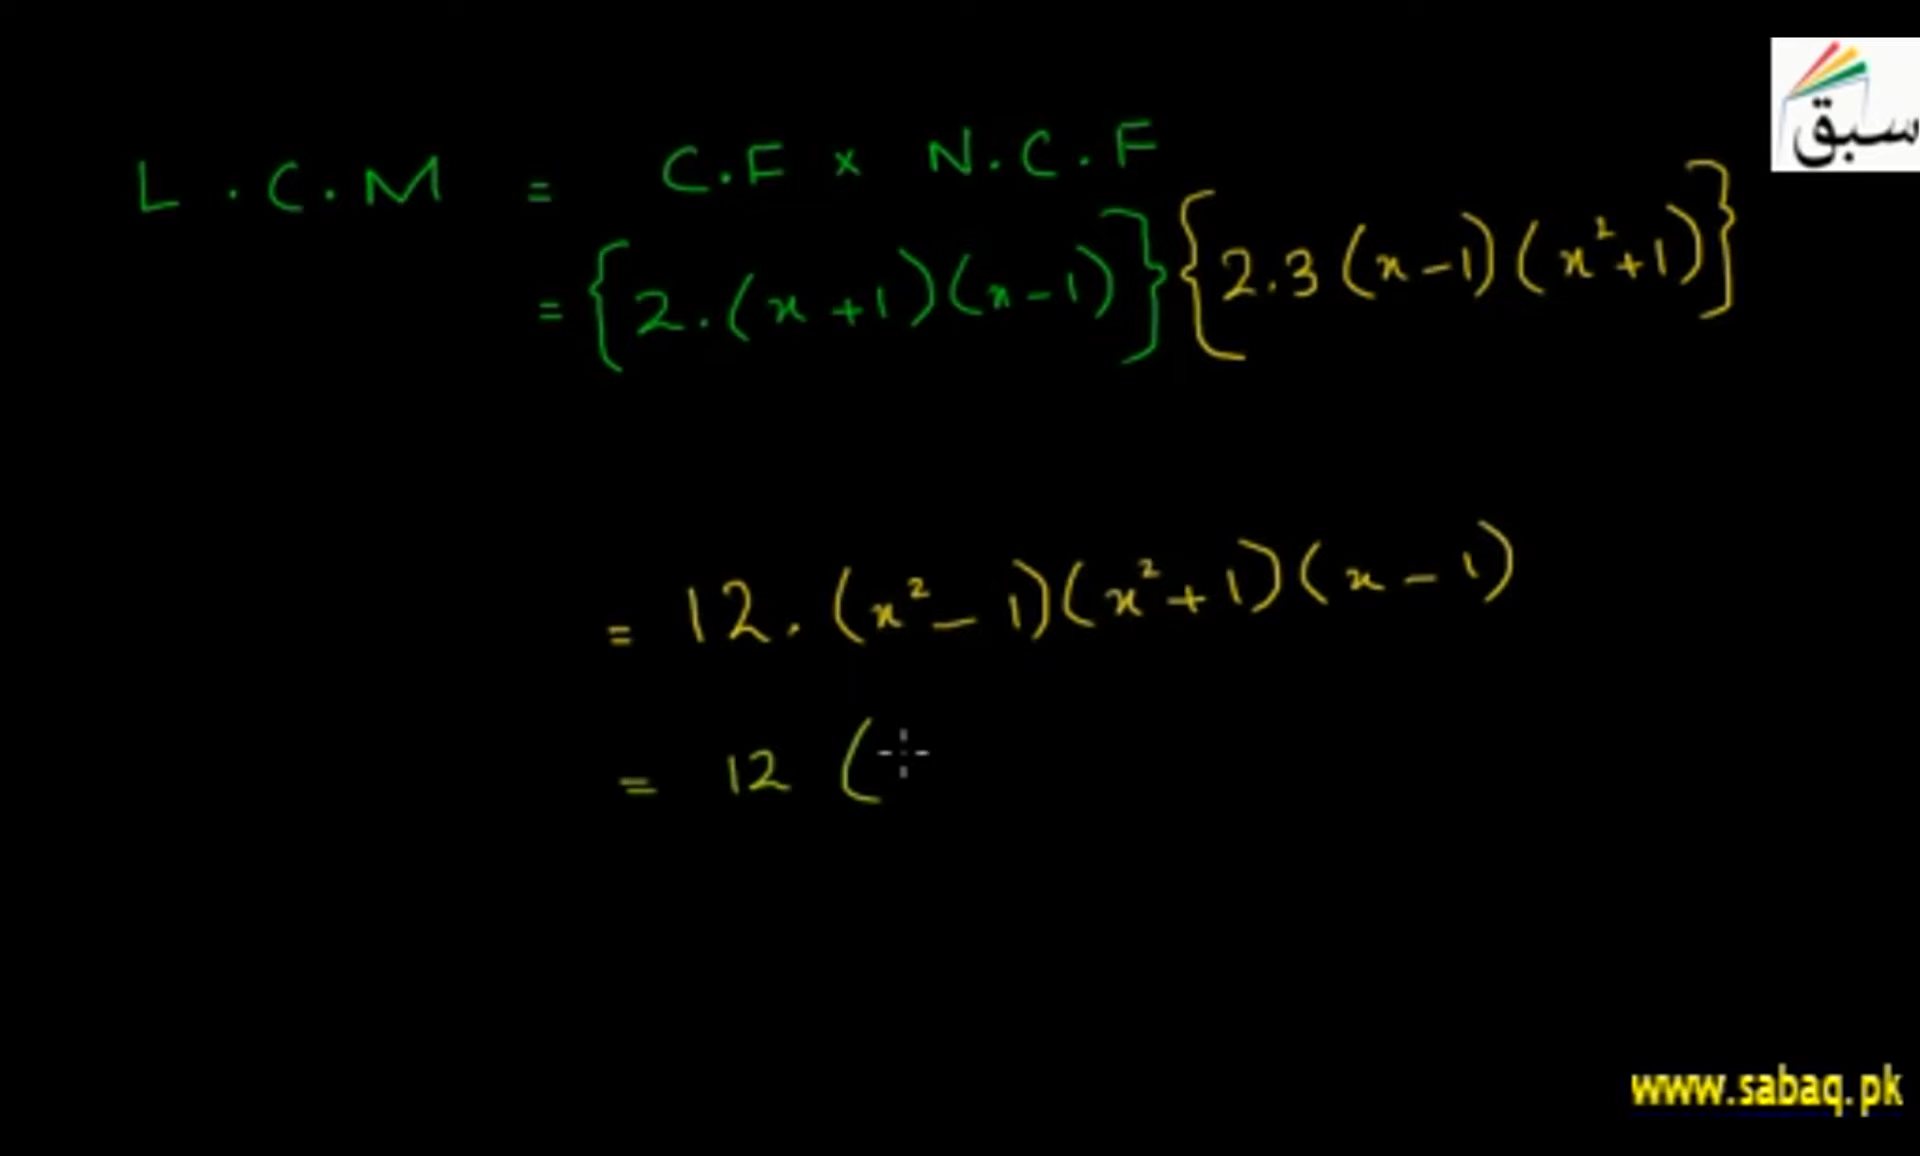 سبق
L.C.M = C.F × N.C.F
= {2.(x+1)(x-1)}{2.3(x-1)(x²+1)}
= 12.(x²-1)(x²+1)(x-1)
= 12 (
www.sabaq.pk